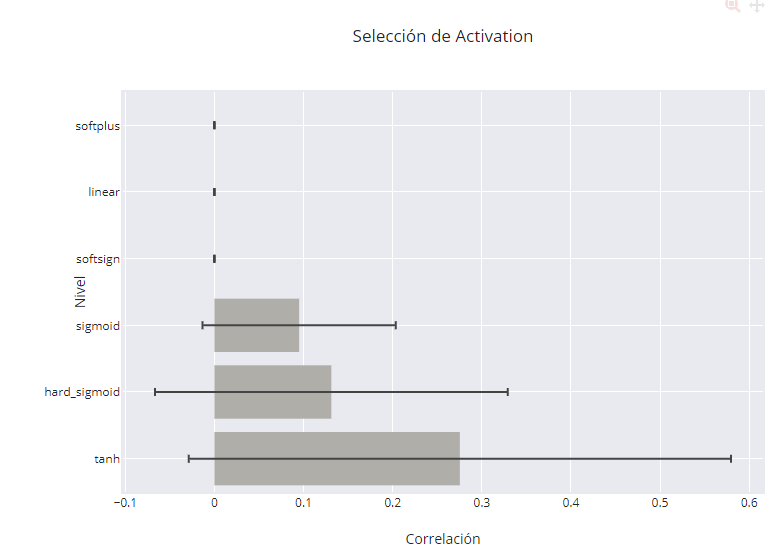 Selección de Activation
softplus
linear
softsign
Nivel
sigmoid
hard_sigmoid
tanh
−0.1 0 0.1 0.2 0.3 0.4 0.5 0.6
Correlación